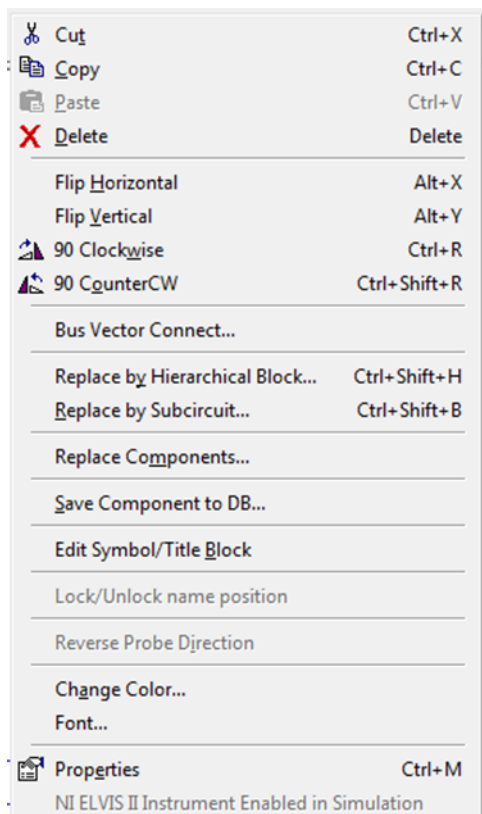 Cut Ctrl+X
Copy Ctrl+C
Paste Ctrl+V
Delete Delete
Flip Horizontal Alt+X
Flip Vertical Alt+Y
90 Clockwise Ctrl+R
90 CounterCW Ctrl+Shift+R
Bus Vector Connect...
Replace by Hierarchical Block... Ctrl+Shift+H
Replace by Subcircuit... Ctrl+Shift+B
Replace Components...
Save Component to DB...
Edit Symbol/Title Block
Lock/Unlock name position
Reverse Probe Direction
Change Color...
Font...
Properties Ctrl+M
NI ELVIS II Instrument Enabled in Simulation